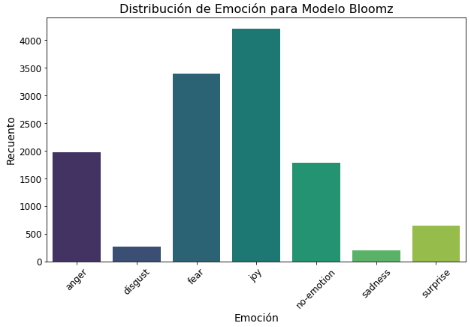 Distribución de Emoción para Modelo Bloomz
Recuento
4000
3500
3000
2500
2000
1500
1000
500
0
anger
disgust
fear
joy
no-emotion
sadness
surprise
Emoción